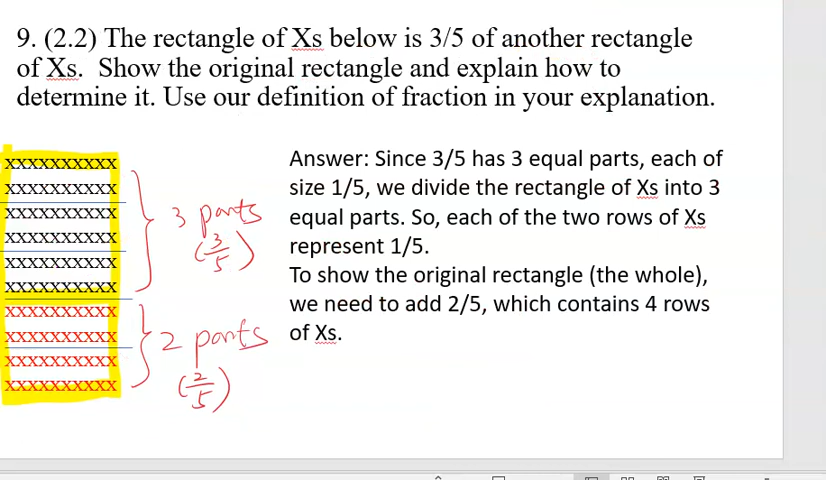 9. (2.2) The rectangle of Xs below is 3/5 of another rectangle
of Xs. Show the original rectangle and explain how to
determine it. Use our definition of fraction in your explanation.
XXXXXXXXXX
XXXXXXXXXX
XXXXXXXXXX
XXXXXXXXXX
XXXXXXXXXX
XXXXXXXXXX
XXXXXXXXXX
XXXXXXXXXX
XXXXXXXXXX
XXXXXXXXXX
3 parts
(3/5)
2 parts
(2/5)
Answer: Since 3/5 has 3 equal parts, each of
size 1/5, we divide the rectangle of Xs into 3
equal parts. So, each of the two rows of Xs
represent 1/5.
To show the original rectangle (the whole),
we need to add 2/5, which contains 4 rows
of Xs.